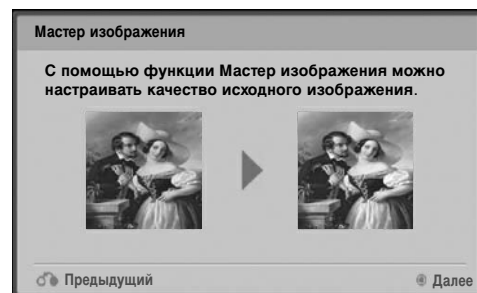 Мастер изображения
С помощью функции Мастер изображения можно
настраивать качество исходного изображения.
Предыдущий
Далее